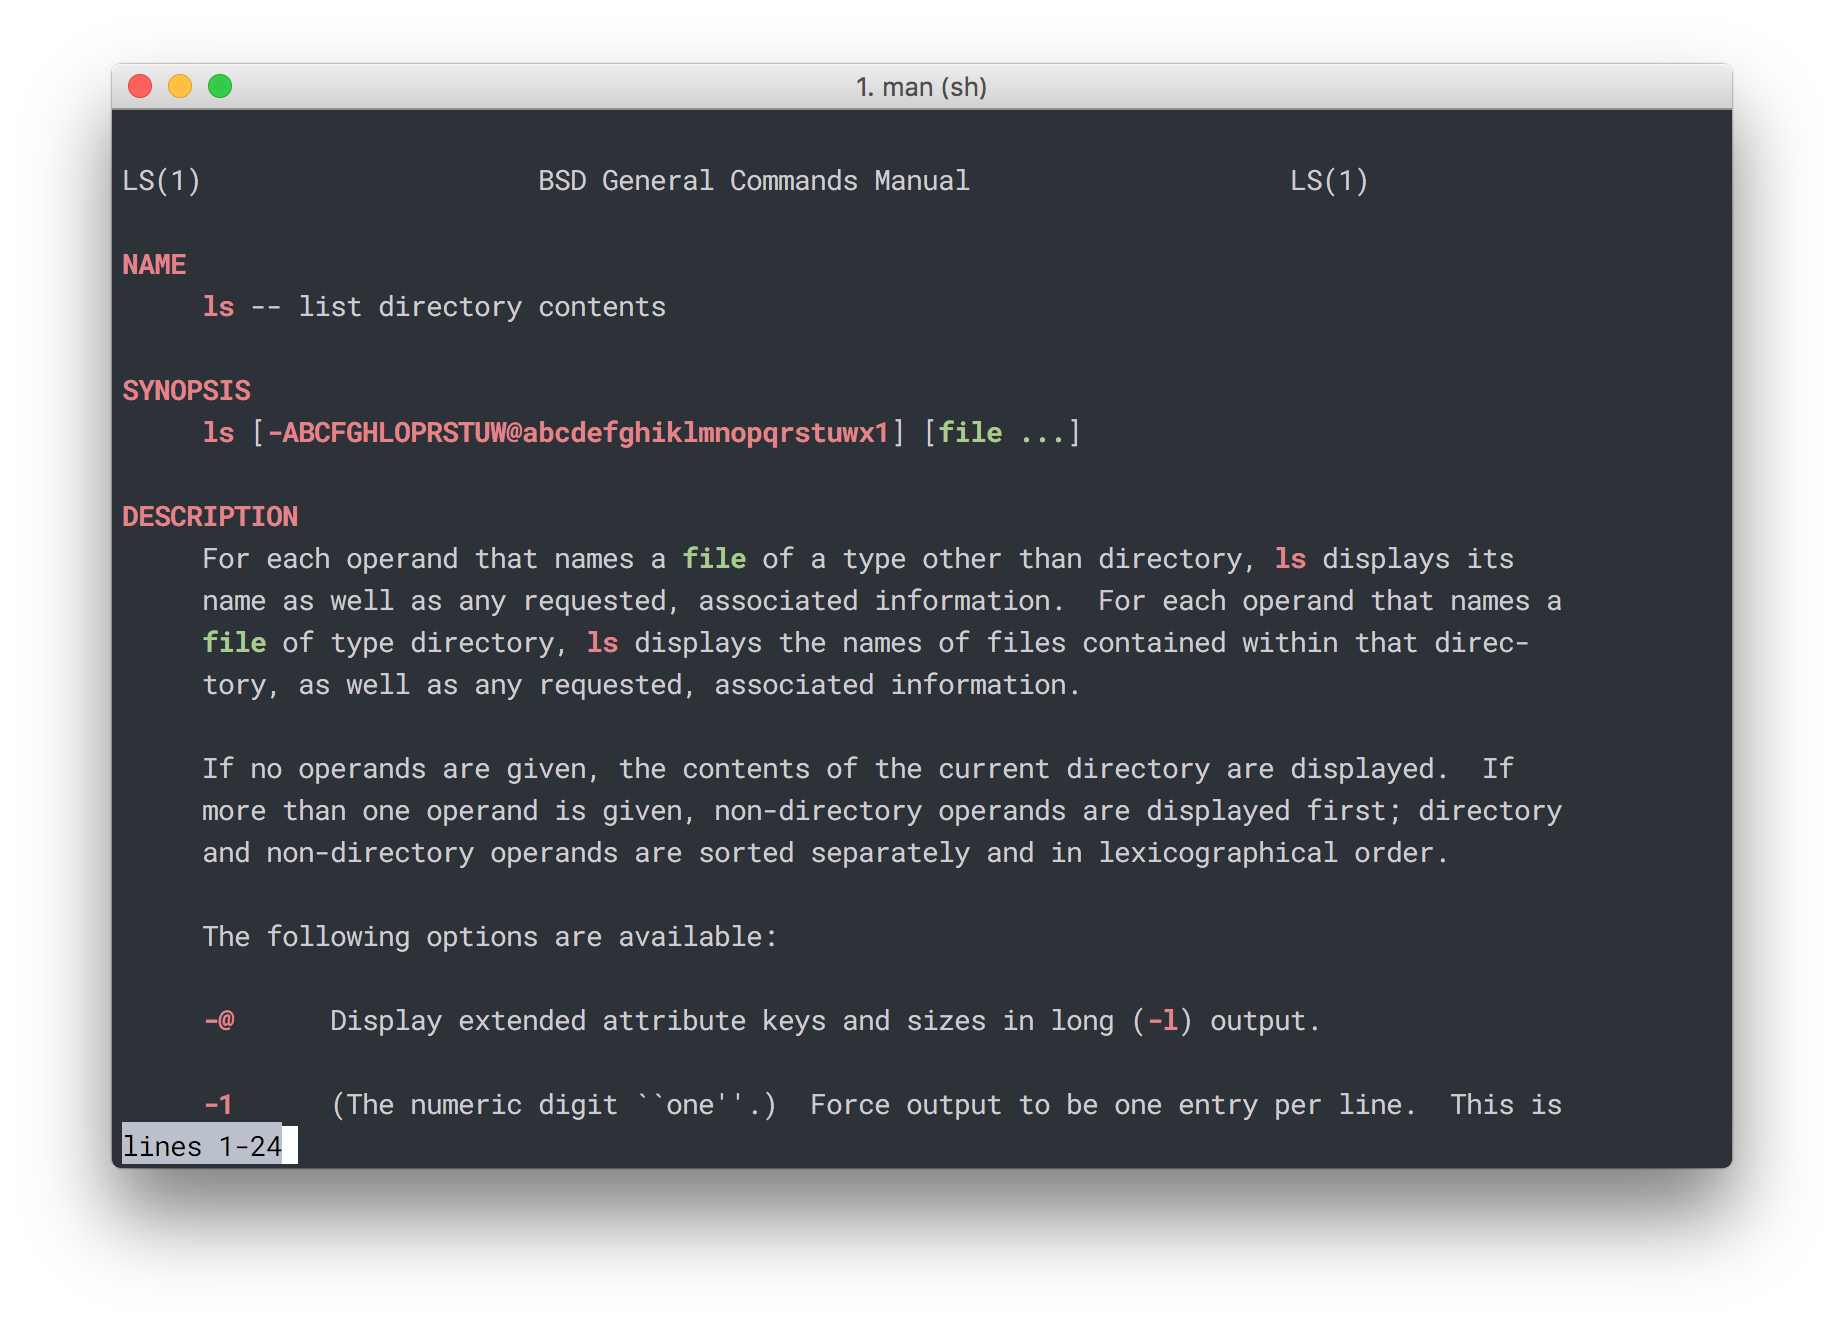 1. man (sh)
LS(1)                     BSD General Commands Manual                    LS(1)
NAME
     ls -- list directory contents
SYNOPSIS
     ls [-ABCFGHLOPRSTUW@abcdefghiklmnopqrstuwx1] [file ...]
DESCRIPTION
     For each operand that names a file of a type other than directory, ls displays its
     name as well as any requested, associated information.  For each operand that names a
     file of type directory, ls displays the names of files contained within that direc-
     tory, as well as any requested, associated information.
     If no operands are given, the contents of the current directory are displayed.  If
     more than one operand is given, non-directory operands are displayed first; directory
     and non-directory operands are sorted separately and in lexicographical order.
     The following options are available:
     -@      Display extended attribute keys and sizes in long (-l) output.
     -1      (The numeric digit ``one''.)  Force output to be one entry per line.  This is
lines 1-24